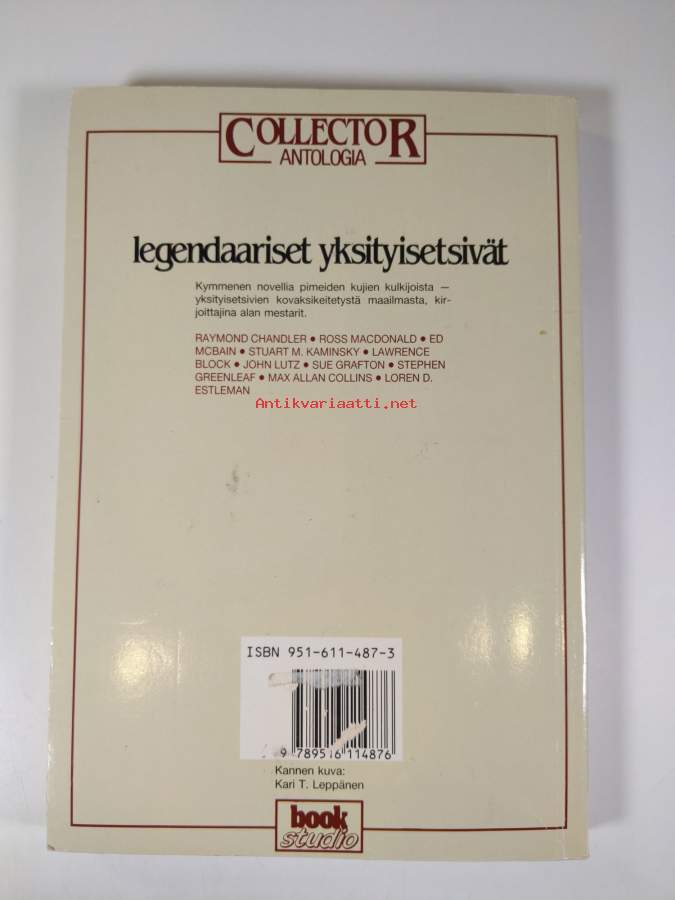 COLLECTOR
ANTOLOGIA
legendaariset yksityisetsivät
Kymmenen novellia pimeiden kujien kulkijoista —
yksityisetsivien kovaksikeitetystä maailmasta, kir-
joittajina alan mestarit.
RAYMOND CHANDLER ● ROSS MACDONALD ● ED
MCBAIN ● STUART M. KAMINSKY ● LAWRENCE
BLOCK ● JOHN LUTZ ● SUE GRAFTON ● STEPHEN
GREENLEAF ● MAX ALLAN COLLINS ● LOREN D.
ESTLEMAN
Antikvariaatti.net
ISBN 951-611-487-3
9 789516 114876
Kannen kuva:
Kari T. Leppänen
book
studio